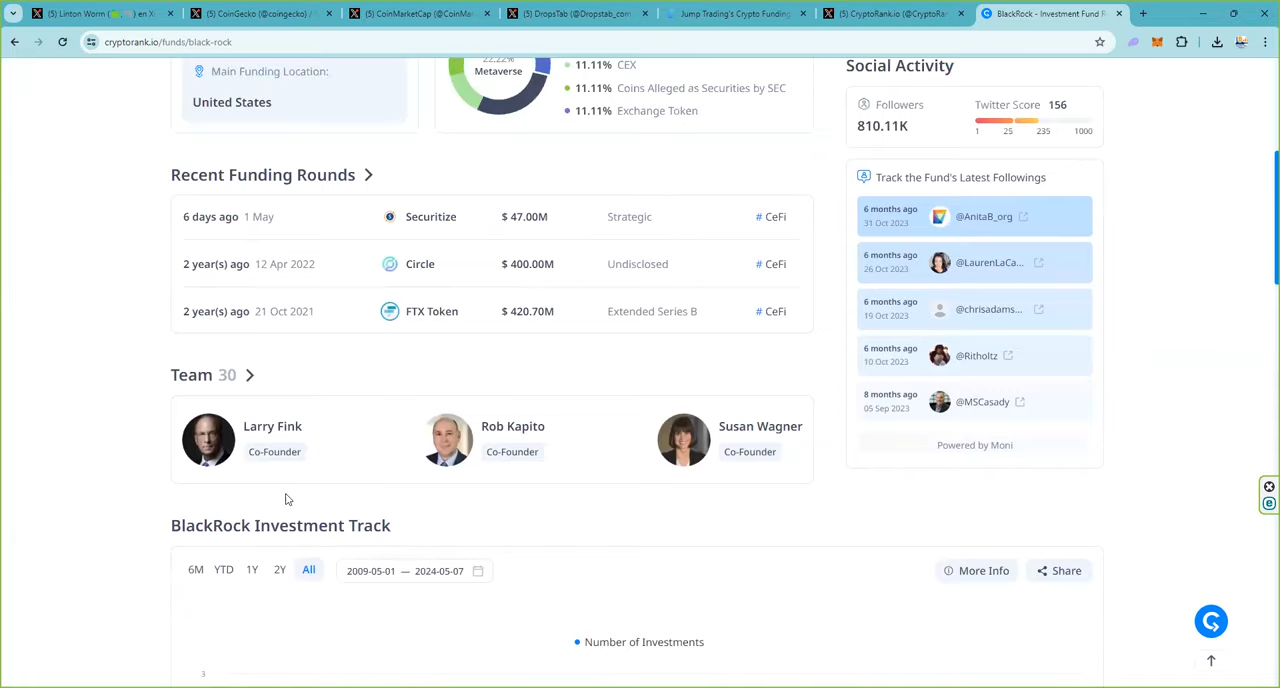 (5) Linton Worm (
) en X
(5) CoinGecko (@coingecko) /
(5) CoinMarketCap (@CoinMa
(5) DropsTab (@Dropstab_com
Jump Trading's Crypto Funding
CryptoRank.io (@CryptoRan
BlackRock - Investment Fund R
cryptorank.io/funds/black-rock
Main Funding Location:
United States
22.22%
Metaverse
11.11% CEX
11.11% Coins Alleged as Securities by SEC
11.11% Exchange Token
Social Activity
Followers
810.11K
Twitter Score 156
1 25 235 1000
Recent Funding Rounds
6 days ago 1 May Securitize $ 47.00M Strategic # CeFi
2 year(s) ago 12 Apr 2022 Circle $ 400.00M Undisclosed # CeFi
2 year(s) ago 21 Oct 2021 FTX Token $ 420.70M Extended Series B # CeFi
Track the Fund's Latest Followings
6 months ago
31 Oct 2023
@AnitaB_org
6 months ago
26 Oct 2023
@LaurenLaCa...
6 months ago
19 Oct 2023
@chrisadams...
6 months ago
10 Oct 2023
@Ritholtz
8 months ago
05 Sep 2023
@MSCasady
Powered by Moni
Team 30
Larry Fink
Co-Founder
Rob Kapito
Co-Founder
Susan Wagner
Co-Founder
BlackRock Investment Track
6M YTD 1Y 2Y All
2009-05-01 — 2024-05-07
More Info
Share
Number of Investments
3